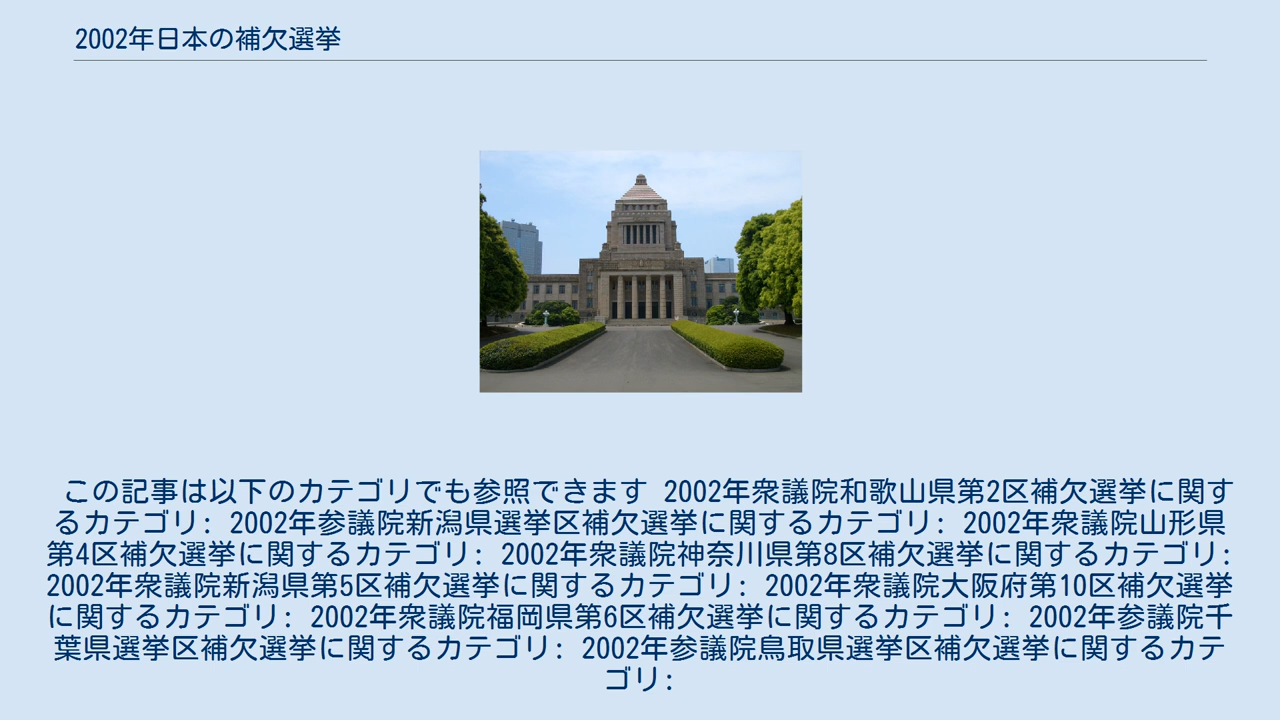 2002年日本の補欠選挙
この記事は以下のカテゴリでも参照できます 2002年衆議院和歌山県第2区補欠選挙に関す
るカテゴリ: 2002年参議院新潟県選挙区補欠選挙に関するカテゴリ: 2002年衆議院山形県
第4区補欠選挙に関するカテゴリ: 2002年衆議院神奈川県第8区補欠選挙に関するカテゴリ:
2002年衆議院新潟県第5区補欠選挙に関するカテゴリ: 2002年衆議院大阪府第10区補欠選挙
に関するカテゴリ: 2002年衆議院福岡県第6区補欠選挙に関するカテゴリ: 2002年参議院千
葉県選挙区補欠選挙に関するカテゴリ: 2002年参議院鳥取県選挙区補欠選挙に関するカテ
ゴリ: